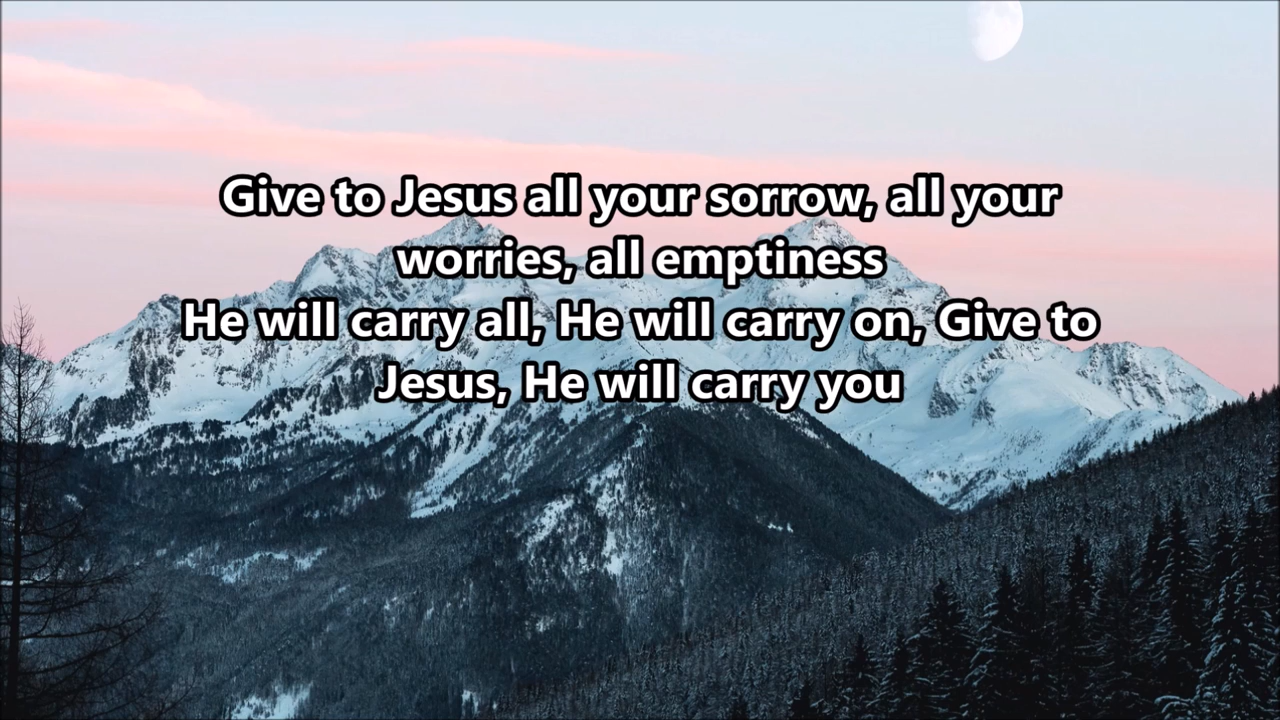 Give to Jesus all your sorrow, all your
worries, all emptiness
He will carry all, He will carry on, Give to
Jesus, He will carry you